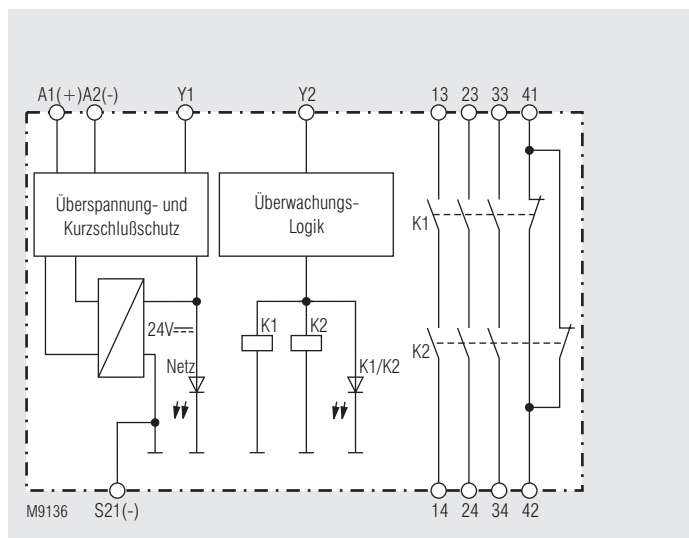 A1(+) A2(-) Y1 Y2 13 23 33 41
Überspannung- und
Kurzschlußschutz
Überwachungs-
Logik
K1
24V
K1 K2
K2
Netz
K1/K2
M9136 S21(-) 14 24 34 42